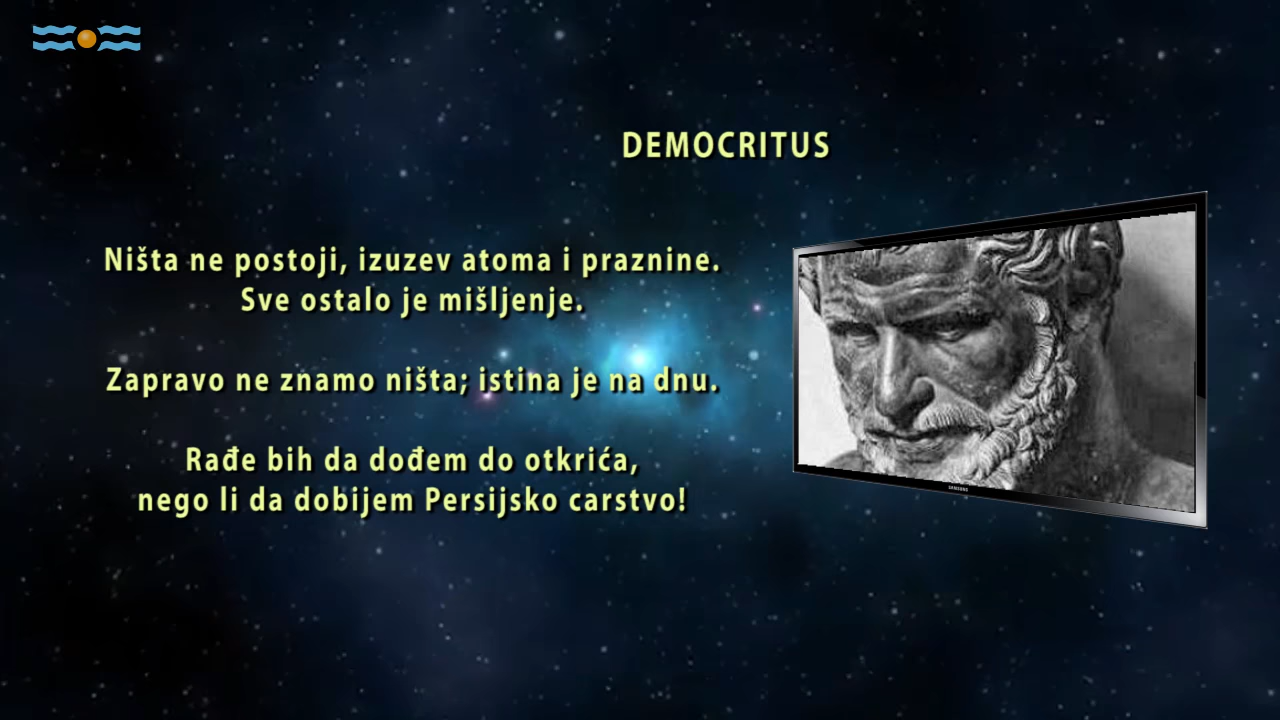 DEMOCRITUS
Ništa ne postoji, izuzev atoma i praznine.
Sve ostalo je mišljenje.
Zapravo ne znamo ništa; istina je na dnu.
Rađe bih da dođem do otkrića,
nego li da dobijem Persijsko carstvo!
SAMSUNG